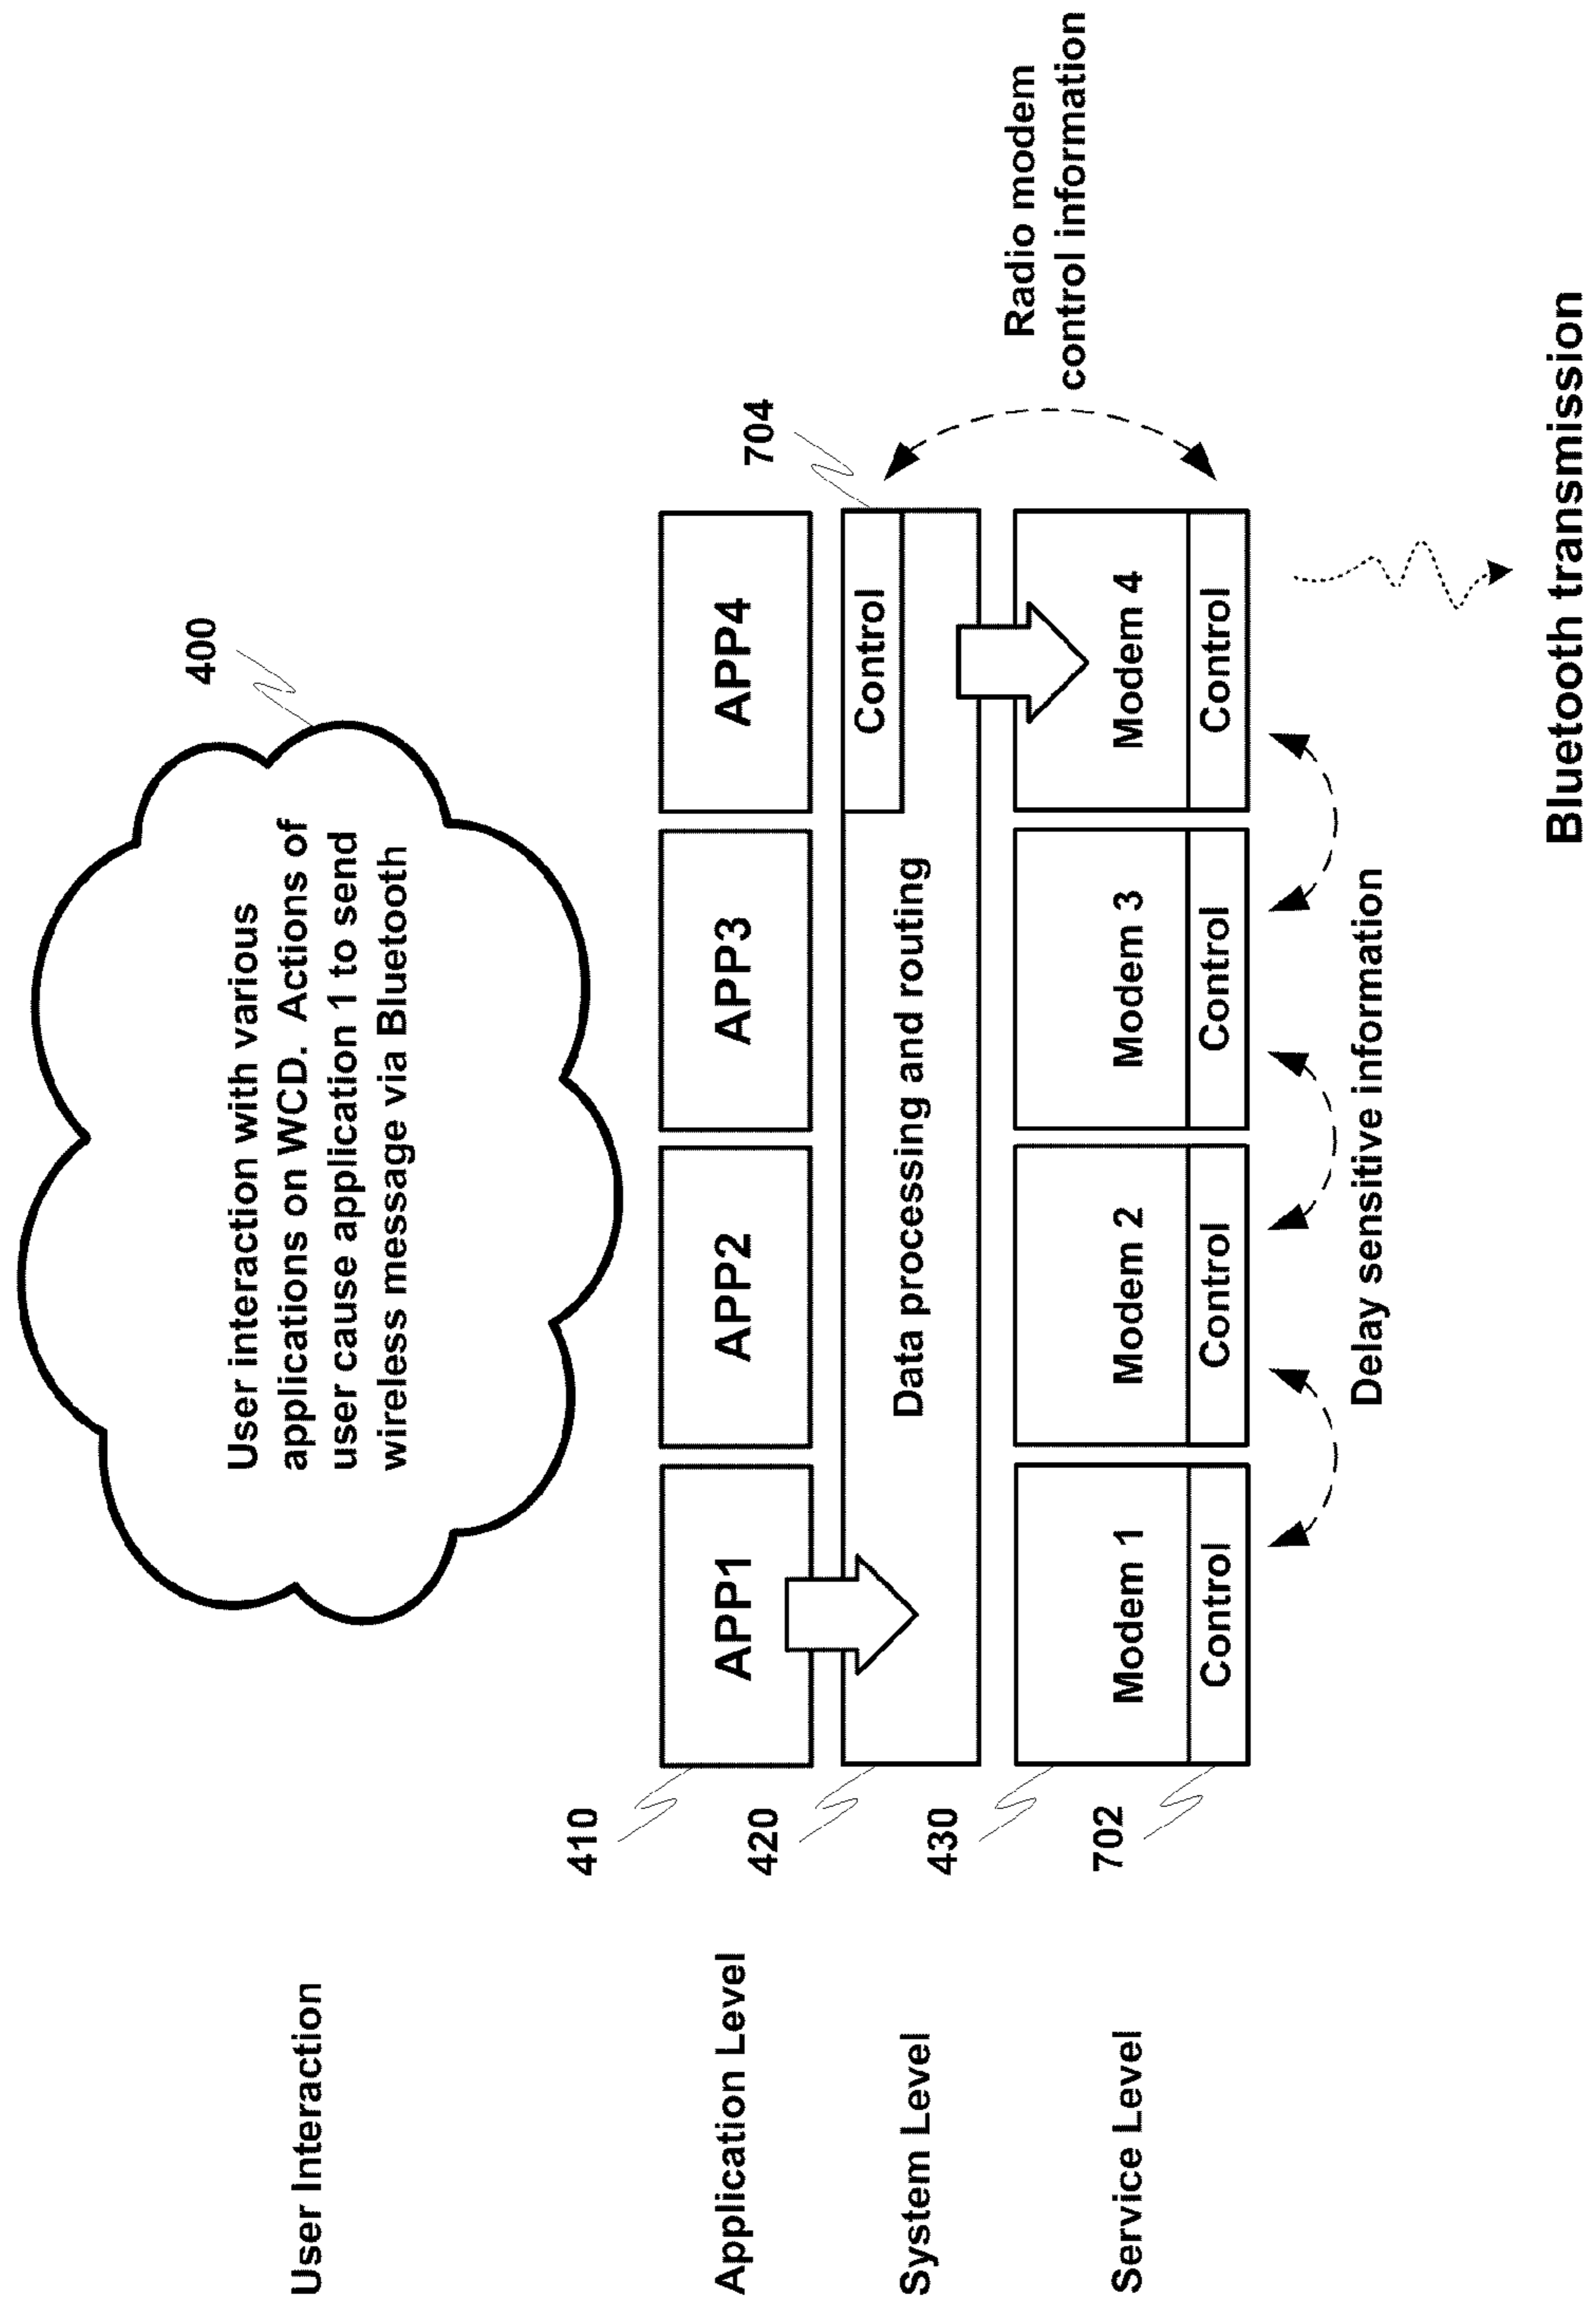 400
User Interaction
User interaction with various
applications on WCD. Actions of
user cause application 1 to send
wireless message via Bluetooth
704
Radio modem
control information
410
Application Level
APP1
APP2
APP3
APP4
420
System Level
Data processing and routing
Control
430
Service Level
Modem 1
Modem 2
Modem 3
Modem 4
702
Control
Control
Control
Control
Delay sensitive information
Bluetooth transmission